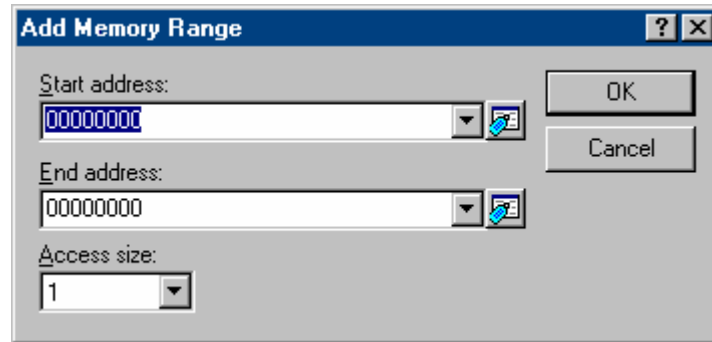 Add Memory Range
?
Start address:
00000000
OK
Cancel
End address:
00000000
Access size:
1